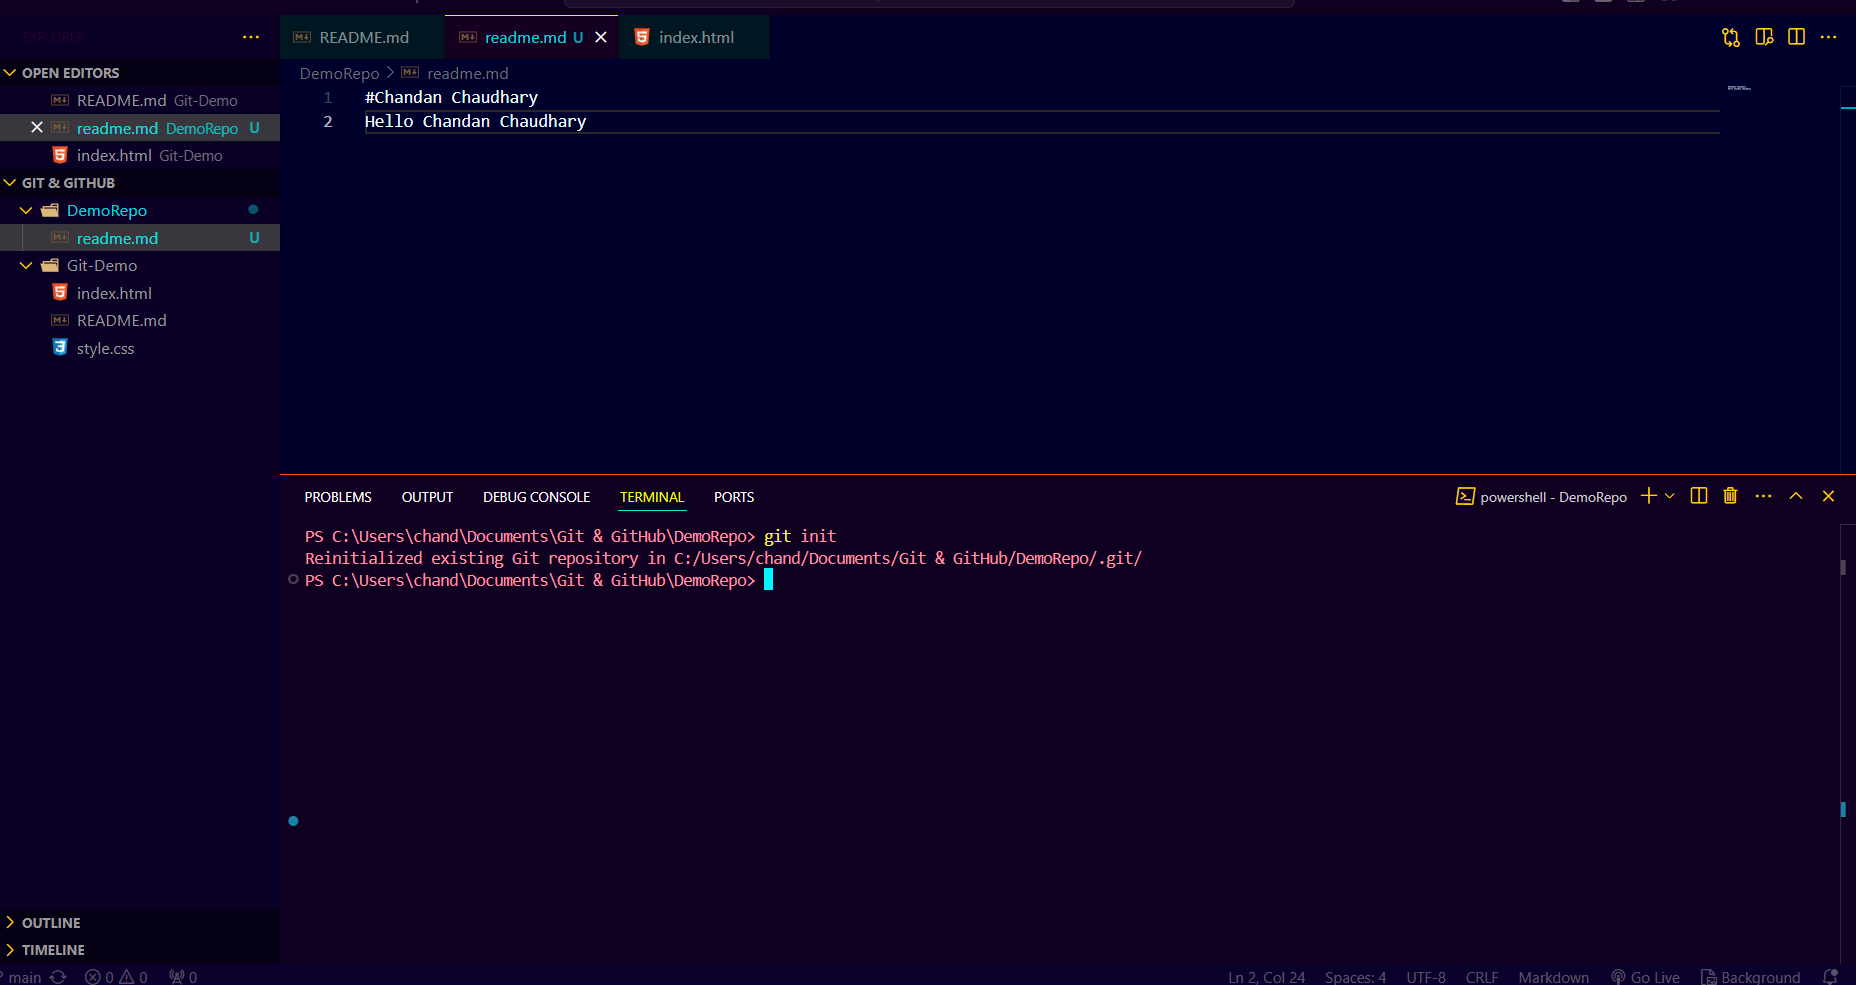 EXPLORER
README.md
readme.md U
index.html
OPEN EDITORS
README.md Git-Demo
readme.md DemoRepo U
index.html Git-Demo
GIT & GITHUB
DemoRepo
readme.md U
Git-Demo
index.html
README.md
style.css
DemoRepo > readme.md
1 #Chandan Chaudhary
2 Hello Chandan Chaudhary
PROBLEMS OUTPUT DEBUG CONSOLE TERMINAL PORTS
powershell - DemoRepo
PS C:\Users\chand\Documents\Git & GitHub\DemoRepo> git init
Reinitialized existing Git repository in C:/Users/chand/Documents/Git & GitHub/DemoRepo/.git/
PS C:\Users\chand\Documents\Git & GitHub\DemoRepo>
OUTLINE
TIMELINE
main 0 0 0 Ln 2, Col 24 Spaces: 4 UTF-8 CRLF Markdown Go Live Background